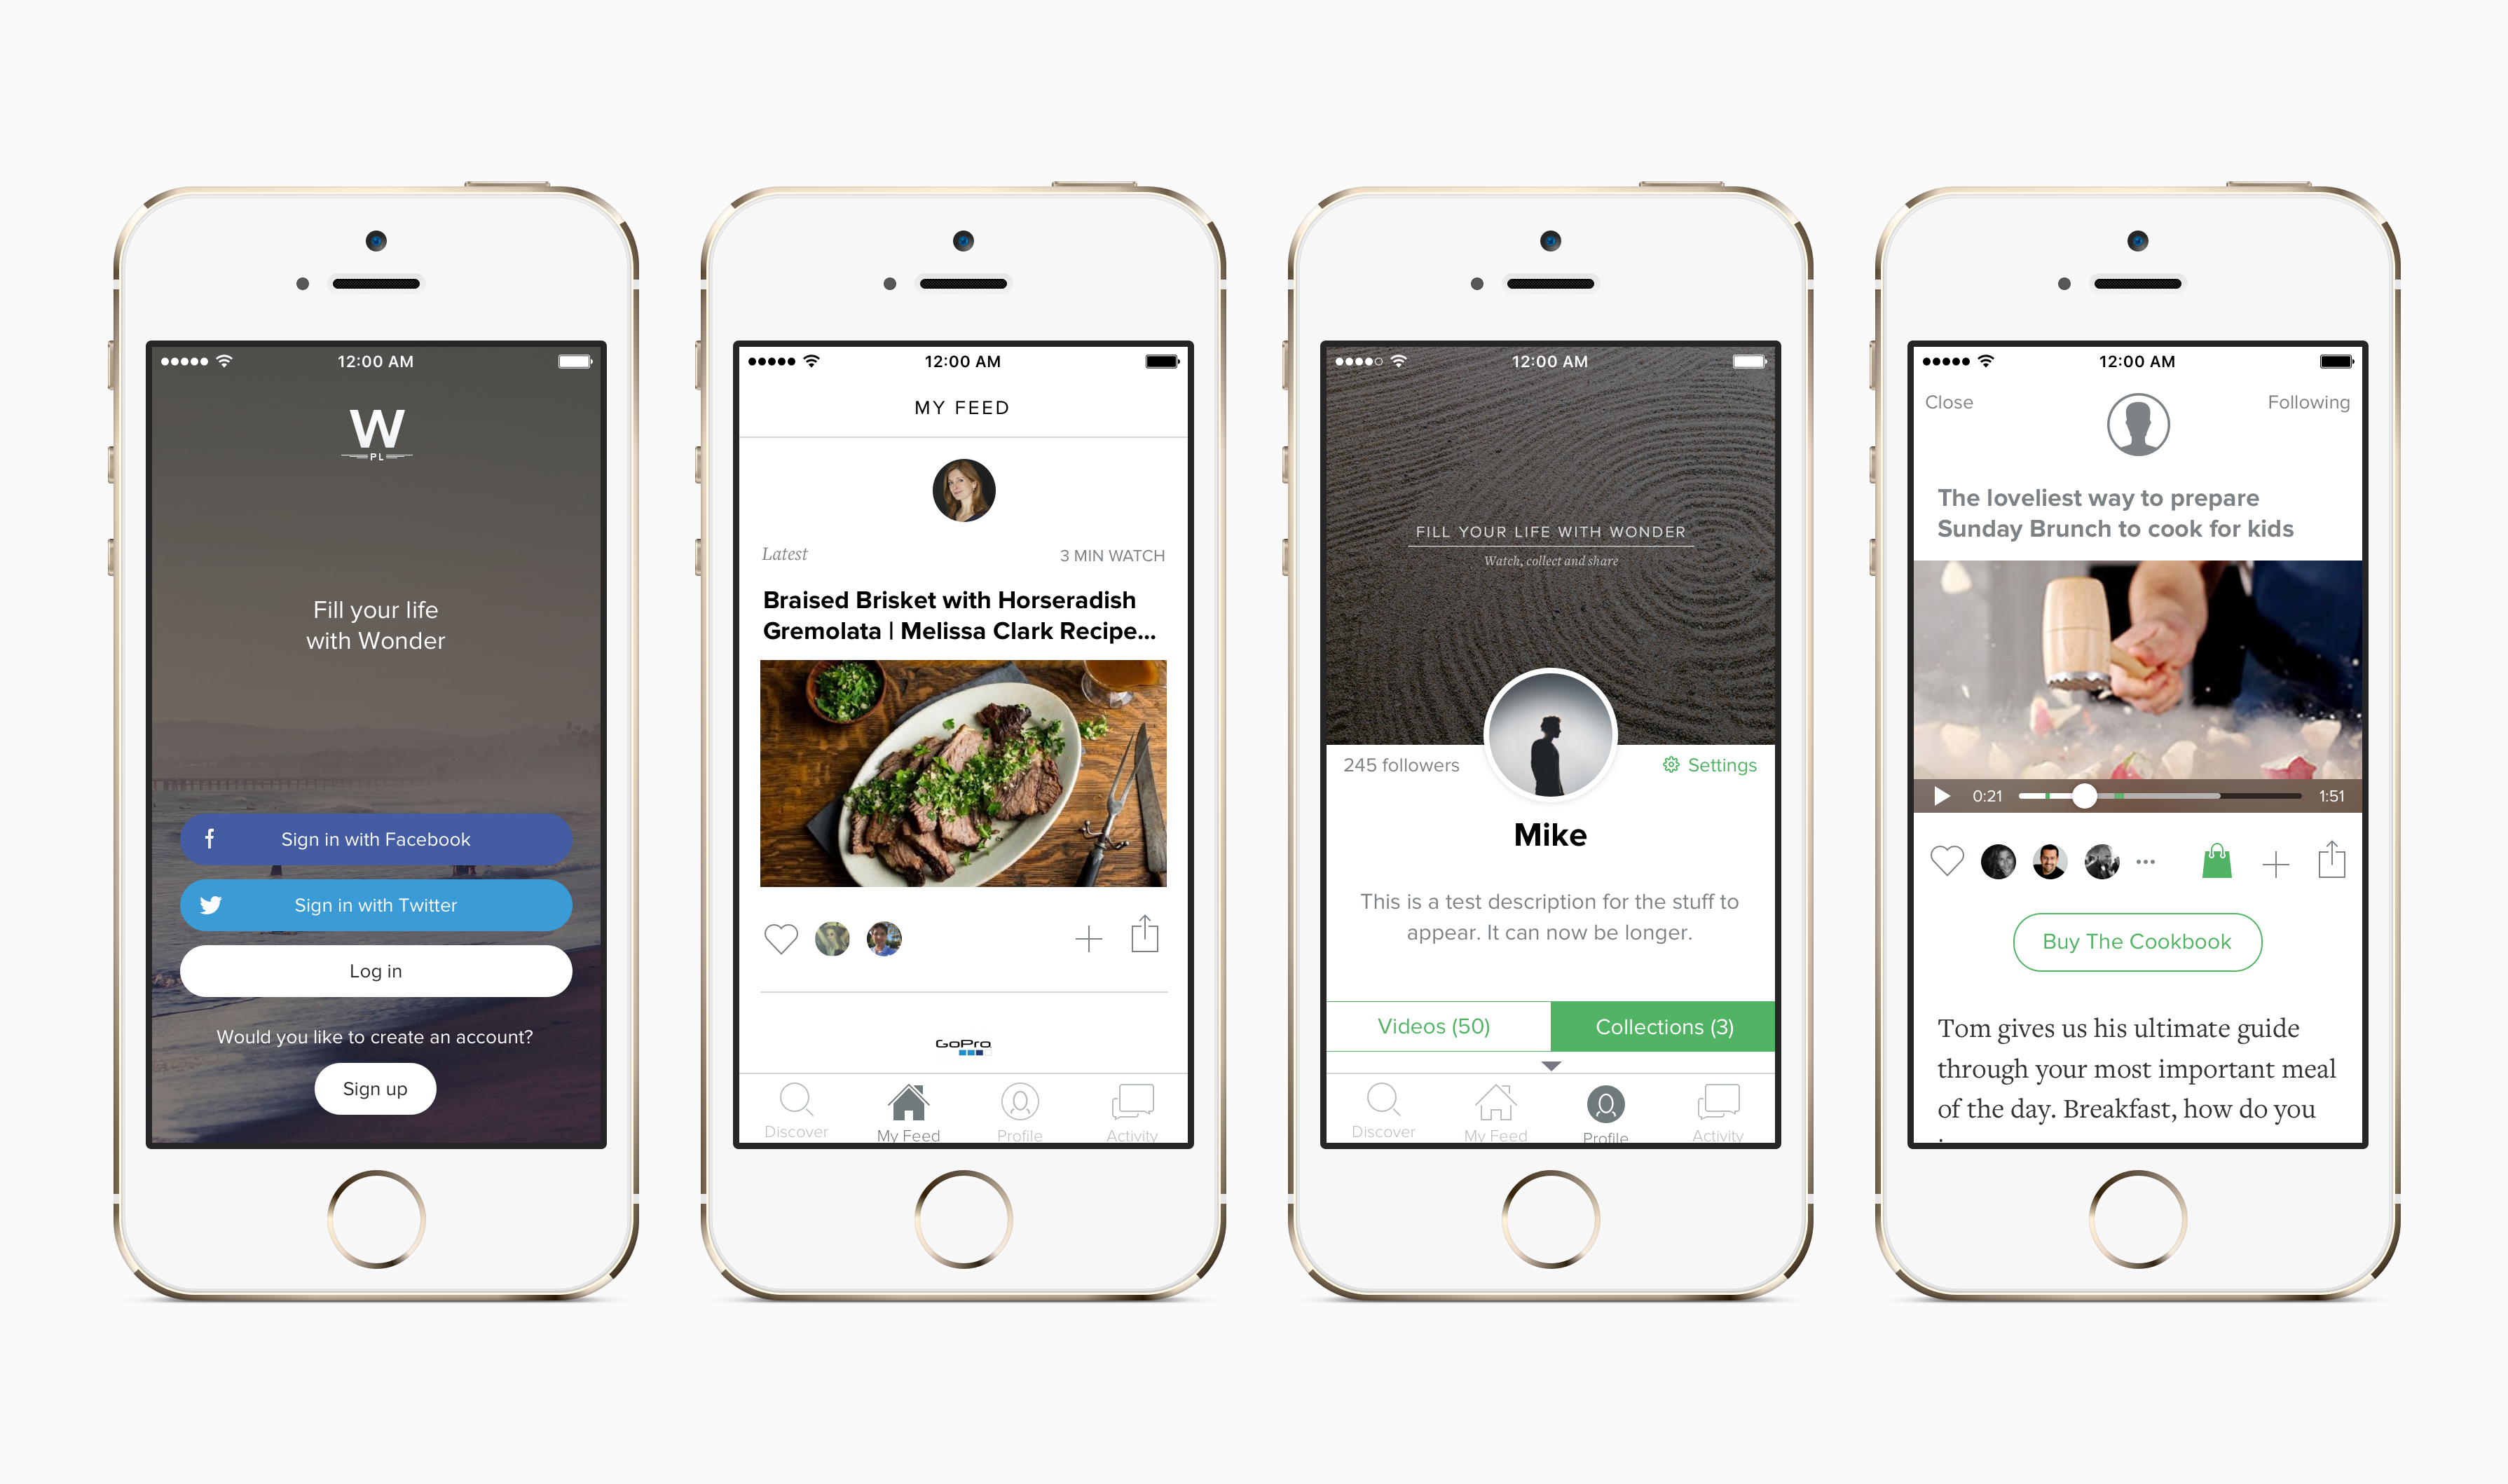 12:00 AM
W
PL
Fill your life
with Wonder
Sign in with Facebook
Sign in with Twitter
Log in
Would you like to create an account?
Sign up
12:00 AM
MY FEED
Latest
3 MIN WATCH
Braised Brisket with Horseradish
Gremolata | Melissa Clark Recipe...
GoPro
Discover
My Feed
Profile
Activity
12:00 AM
FILL YOUR LIFE WITH WONDER
Watch, collect and share
245 followers
Settings
Mike
This is a test description for the stuff to
appear. It can now be longer.
Videos (50)
Collections (3)
Discover
My Feed
Profile
Activity
12:00 AM
Close
Following
The loveliest way to prepare
Sunday Brunch to cook for kids
0:21
1:51
Buy The Cookbook
Tom gives us his ultimate guide
through your most important meal
of the day. Breakfast, how do you